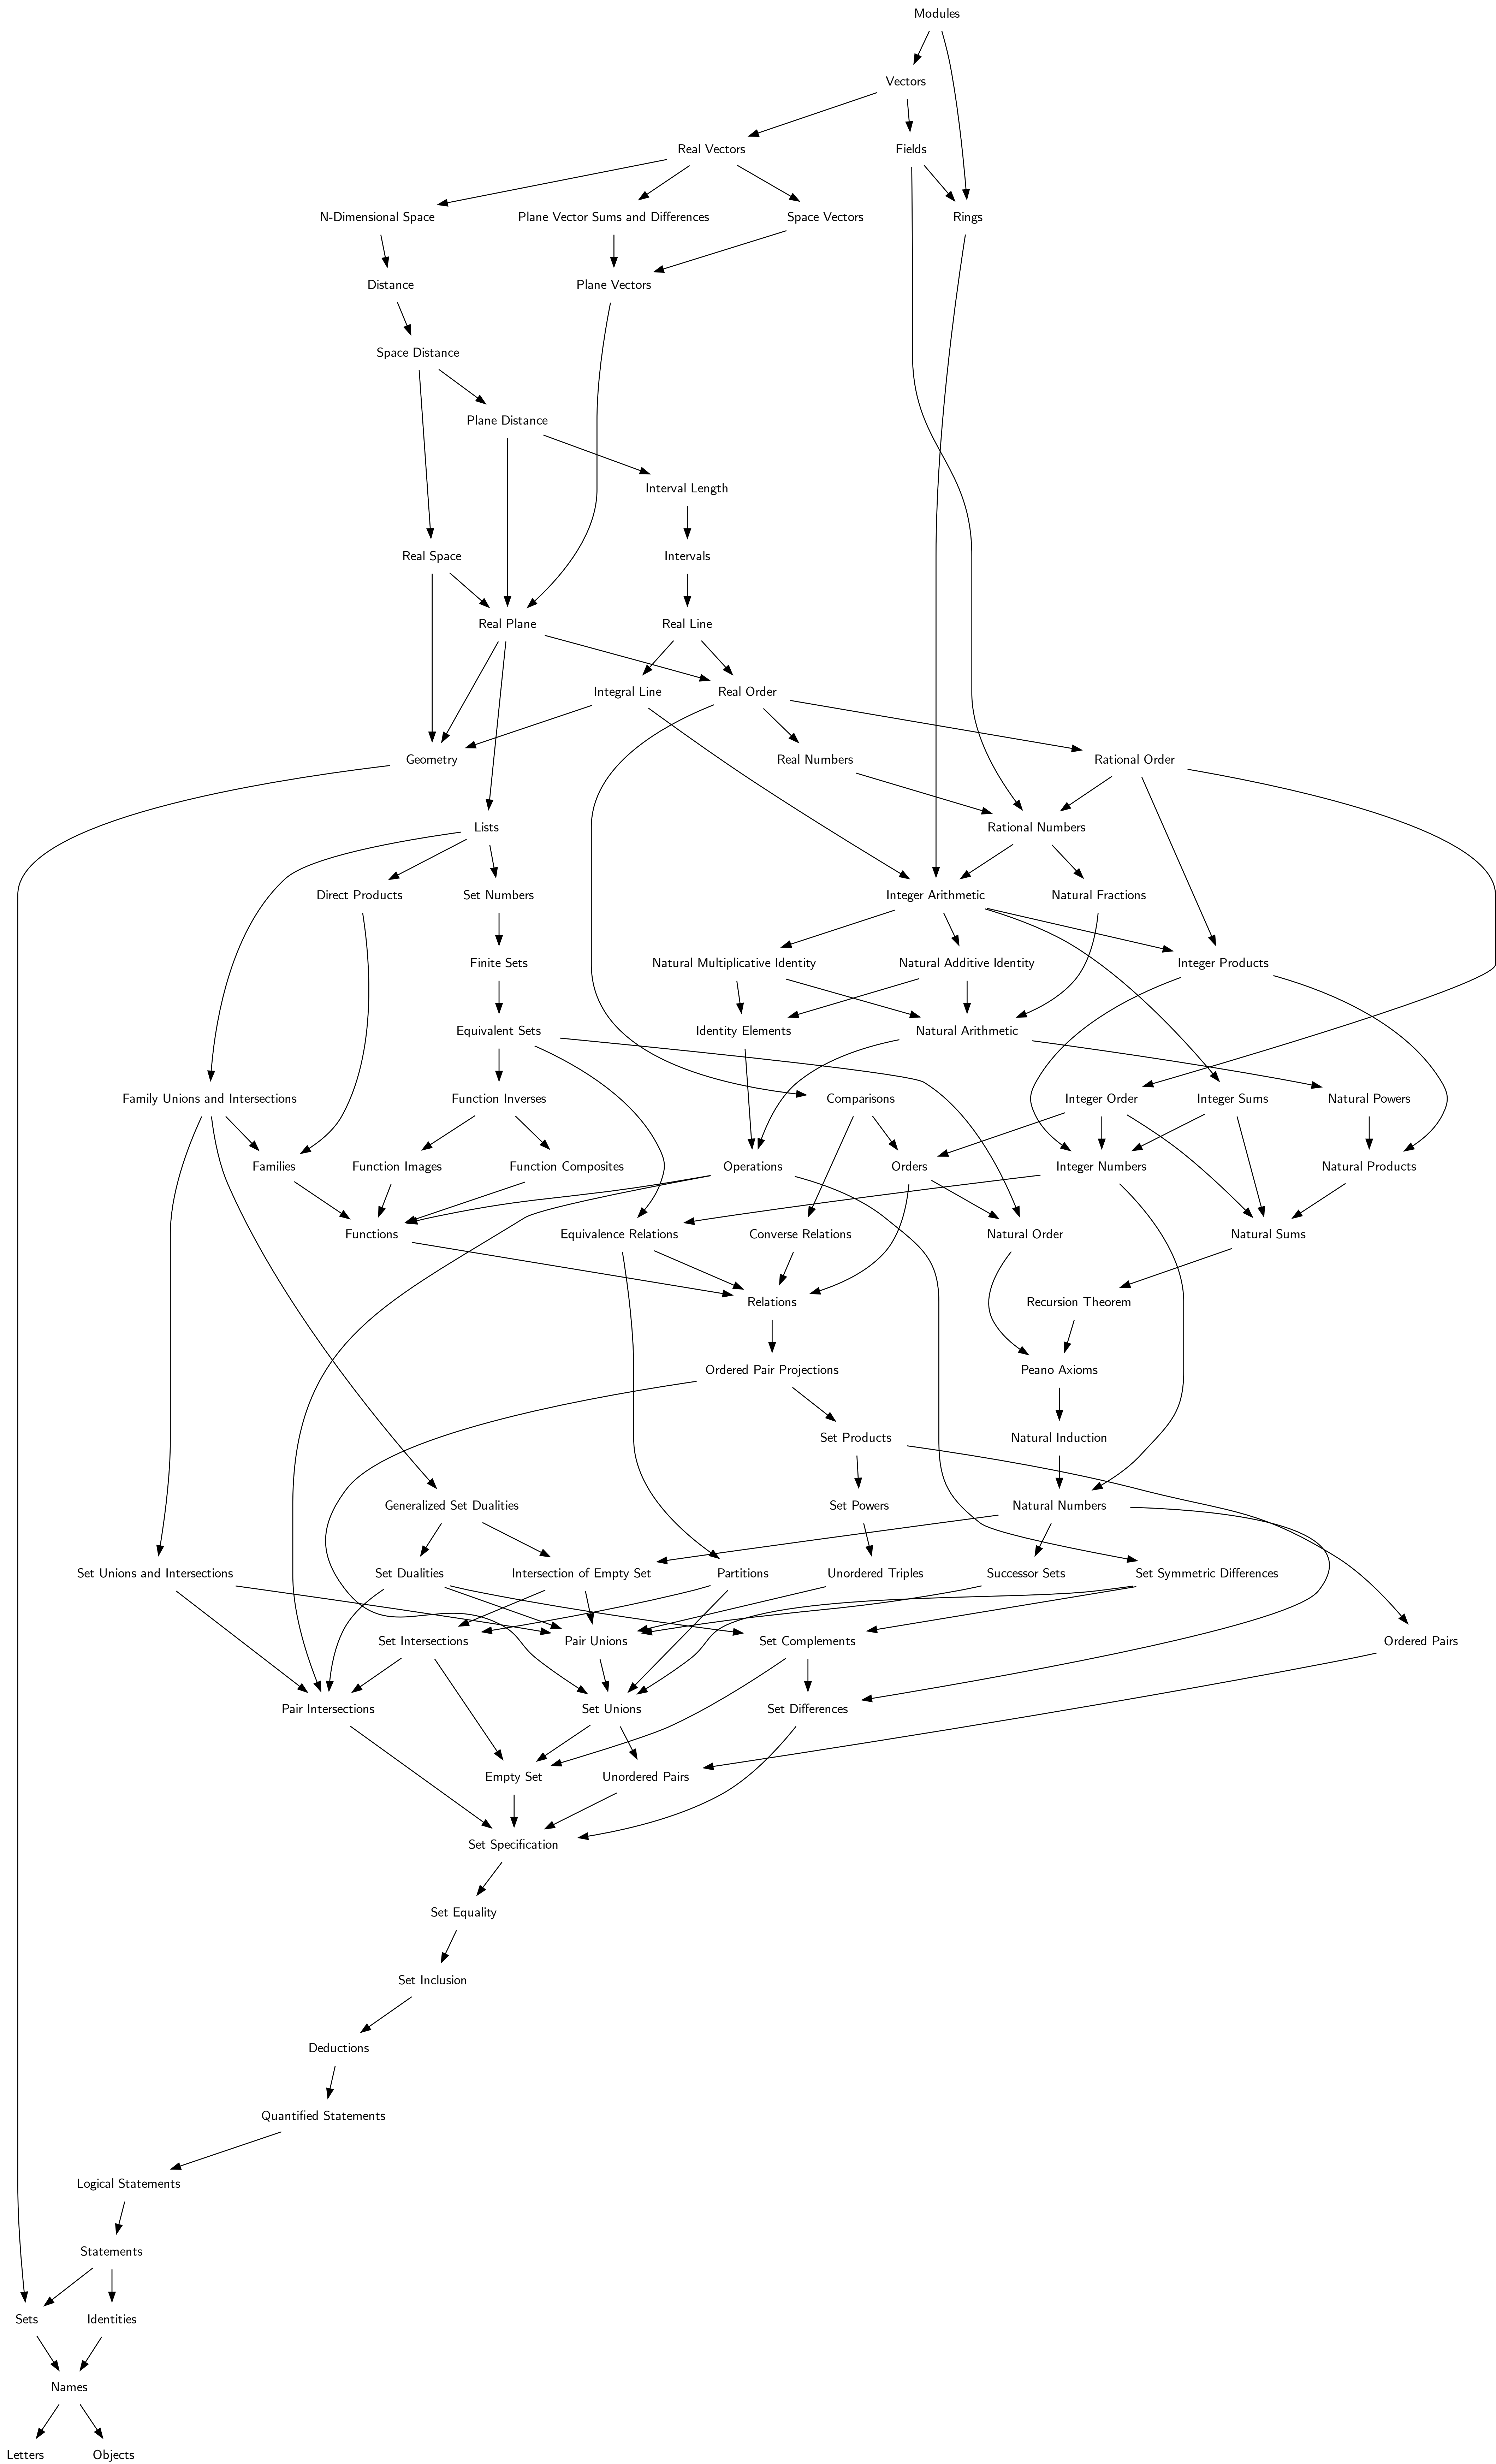 Modules
Vectors
Real Vectors
Fields
N-Dimensional Space
Plane Vector Sums and Differences
Space Vectors
Rings
Distance
Plane Vectors
Space Distance
Plane Distance
Interval Length
Real Space
Intervals
Real Plane
Real Line
Integral Line
Real Order
Geometry
Real Numbers
Rational Order
Lists
Rational Numbers
Direct Products
Set Numbers
Integer Arithmetic
Natural Fractions
Finite Sets
Natural Multiplicative Identity
Natural Additive Identity
Integer Products
Equivalent Sets
Identity Elements
Natural Arithmetic
Family Unions and Intersections
Function Inverses
Comparisons
Integer Order
Integer Sums
Natural Powers
Families
Function Images
Function Composites
Operations
Orders
Integer Numbers
Natural Products
Functions
Equivalence Relations
Converse Relations
Natural Order
Natural Sums
Relations
Recursion Theorem
Ordered Pair Projections
Peano Axioms
Set Products
Natural Induction
Generalized Set Dualities
Set Powers
Natural Numbers
Set Unions and Intersections
Set Dualities
Intersection of Empty Set
Partitions
Unordered Triples
Successor Sets
Set Symmetric Differences
Set Intersections
Pair Unions
Set Complements
Ordered Pairs
Pair Intersections
Set Unions
Set Differences
Empty Set
Unordered Pairs
Set Specification
Set Equality
Set Inclusion
Deductions
Quantified Statements
Logical Statements
Statements
Sets
Identities
Names
Letters
Objects